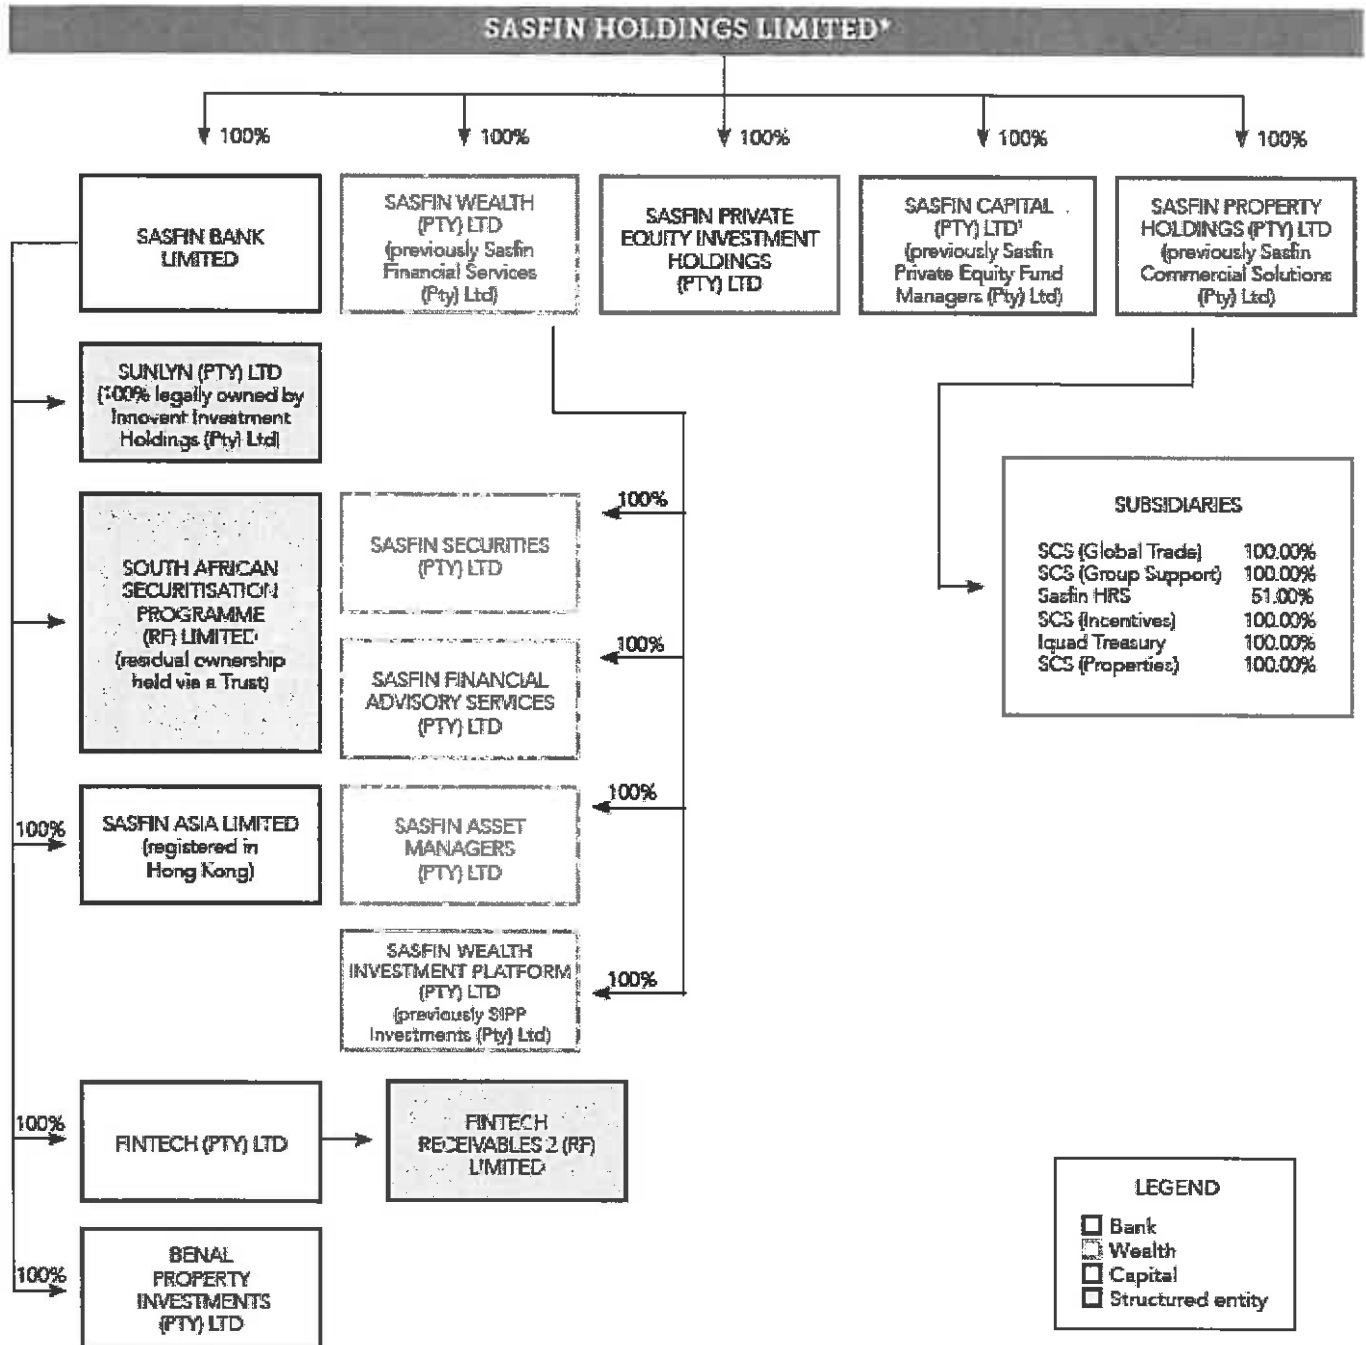 SASFIN HOLDINGS LIMITED*
100%
100%
100%
100%
100%
SASFIN BANK
LIMITED
SASFIN WEALTH
(PTY) LTD
(previously Sasfin
Financial Services
(Pty) Ltd)
SASFIN PRIVATE
EQUITY INVESTMENT
HOLDINGS
(PTY) LTD
SASFIN CAPITAL
(PTY) LTD¹
(previously Sasfin
Private Equity Fund
Managers (Pty) Ltd)
SASFIN PROPERTY
HOLDINGS (PTY) LTD
(previously Sasfin
Commercial Solutions
(Pty) Ltd)
SUNLYN (PTY) LTD
(100% legally owned by
Innovent Investment
Holdings (Pty) Ltd)
SOUTH AFRICAN
SECURITISATION
PROGRAMME
(RF) LIMITED
(residual ownership
held via a Trust)
100%
SASFIN ASIA LIMITED
(registered in
Hong Kong)
100%
SASFIN SECURITIES
(PTY) LTD
100%
SASFIN FINANCIAL
ADVISORY SERVICES
(PTY) LTD
100%
SASFIN ASSET
MANAGERS
(PTY) LTD
100%
SASFIN WEALTH
INVESTMENT PLATFORM
(PTY) LTD
(previously SIPP
Investments (Pty) Ltd)
SUBSIDIARIES
SCS (Global Trade) 100.00%
SCS (Group Support) 100.00%
Sasfin HRS 51.00%
SCS (Incentives) 100.00%
Iquad Treasury 100.00%
SCS (Properties) 100.00%
100%
FINTECH (PTY) LTD
FINTECH
RECEIVABLES 2 (RF)
LIMITED
100%
BENAL
PROPERTY
INVESTMENTS
(PTY) LTD
LEGEND
Bank
Wealth
Capital
Structured entity